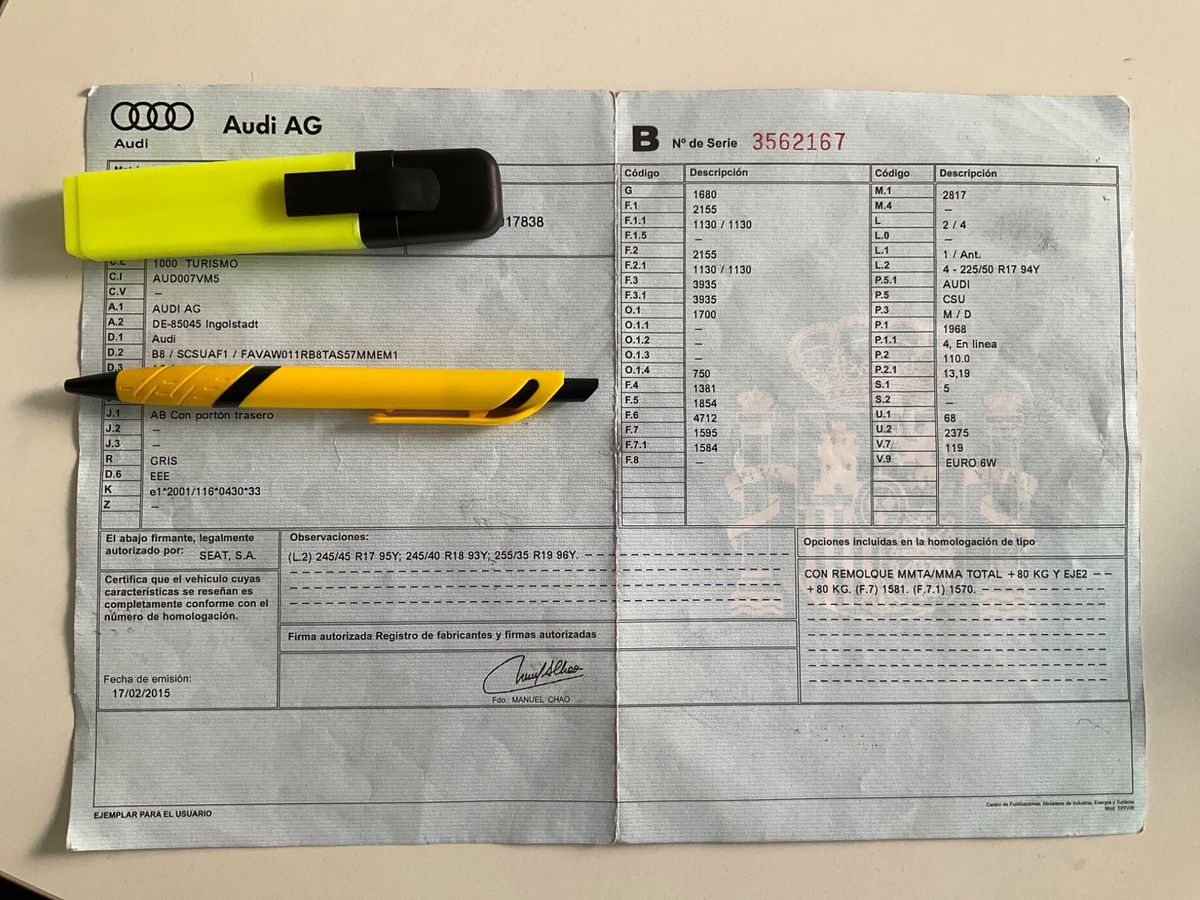 Audi
Audi AG
B Nº de Serie 3562167
017838
1000 TURISMO
C.I AUD007VM5
C.V –
A.1 AUDI AG
A.2 DE-85045 Ingolstadt
D.1 Audi
D.2 B8 / SCSUAF1 / FAVAW011RB8TAS57MMEM1
D.3
J.1 AB Con portón trasero
J.2 –
J.3 –
R GRIS
D.6 EEE
K e1*2001/116*0430*33
Z –
Código Descripción
G 1680
F.1 2155
F.1.1 1130 / 1130
F.1.5 –
F.2 2155
F.2.1 1130 / 1130
F.3 3935
F.3.1 3935
O.1 1700
O.1.1 –
O.1.2 –
O.1.3 –
O.1.4 750
F.4 1381
F.5 1854
F.6 4712
F.7 1595
F.7.1 1584
F.8 –
Código Descripción
M.1 2817
M.4 –
L 2 / 4
L.0 –
L.1 1 / Ant.
L.2 4 - 225/50 R17 94Y
P.5.1 AUDI
P.5 CSU
P.3 M / D
P.1 1968
P.1.1 4, En linea
P.2 110.0
P.2.1 13,19
S.1 5
S.2 –
U.1 68
U.2 2375
V.7 119
V.9 EURO 6W
El abajo firmante, legalmente
autorizado por: SEAT, S.A.
Certifica que el vehículo cuyas
características se reseñan es
completamente conforme con el
número de homologación.
Fecha de emisión:
17/02/2015
Observaciones:
(L.2) 245/45 R17 95Y; 245/40 R18 93Y; 255/35 R19 96Y.
Firma autorizada Registro de fabricantes y firmas autorizadas
Fdo.: MANUEL CHAO
Opciones incluidas en la homologación de tipo
CON REMOLQUE MMTA/MMA TOTAL +80 KG Y EJE2
+80 KG. (F.7) 1581. (F.7.1) 1570.
EJEMPLAR PARA EL USUARIO
Centro de Publicaciones. Ministerio de Industria, Energía y Turismo